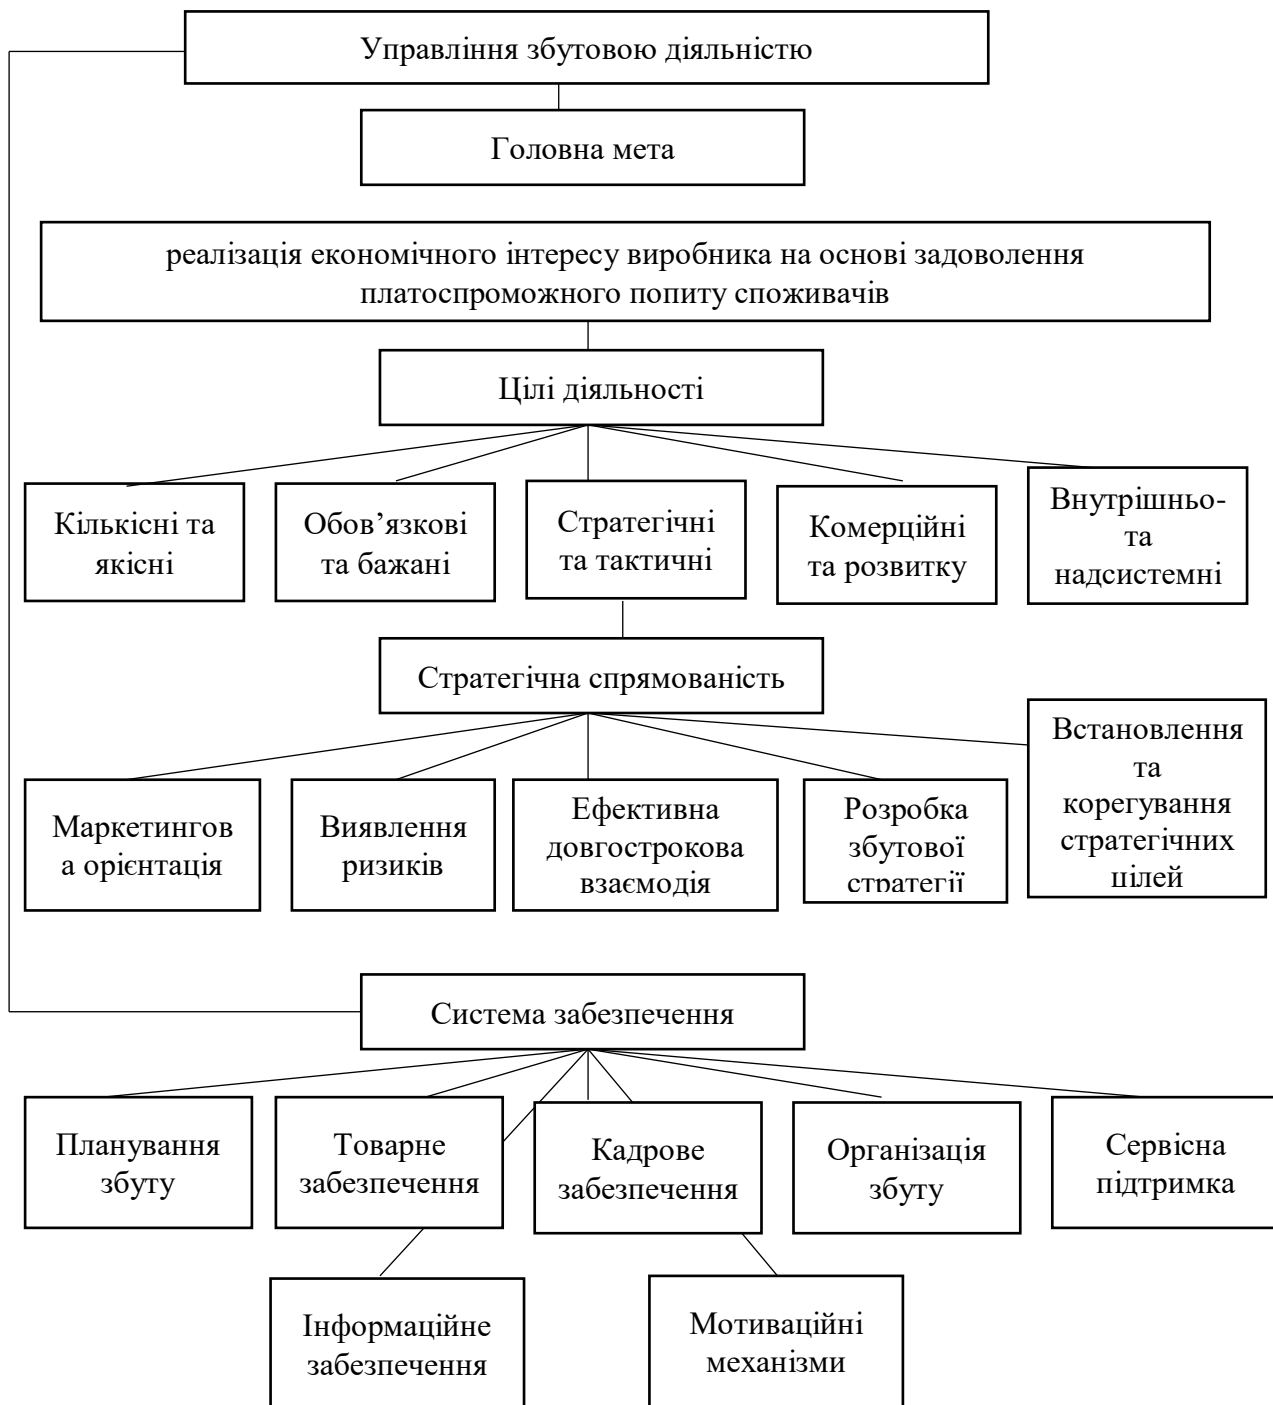 Управління збутовою діяльністю
Головна мета
реалізація економічного інтересу виробника на основі задоволення
платоспроможного попиту споживачів
Цілі діяльності
Кількісні та
якісні
Обов’язкові
та бажані
Стратегічні
та тактичні
Комерційні
та розвитку
Внутрішньо-
та
надсистемні
Стратегічна спрямованість
Маркетингов
а орієнтація
Виявлення
ризиків
Ефективна
довгострокова
взаємодія
Розробка
збутової
стратегії
Встановлення
та
корегування
стратегічних
цілей
Система забезпечення
Планування
збуту
Товарне
забезпечення
Кадрове
забезпечення
Організація
збуту
Сервісна
підтримка
Інформаційне
забезпечення
Мотиваційні
механізми